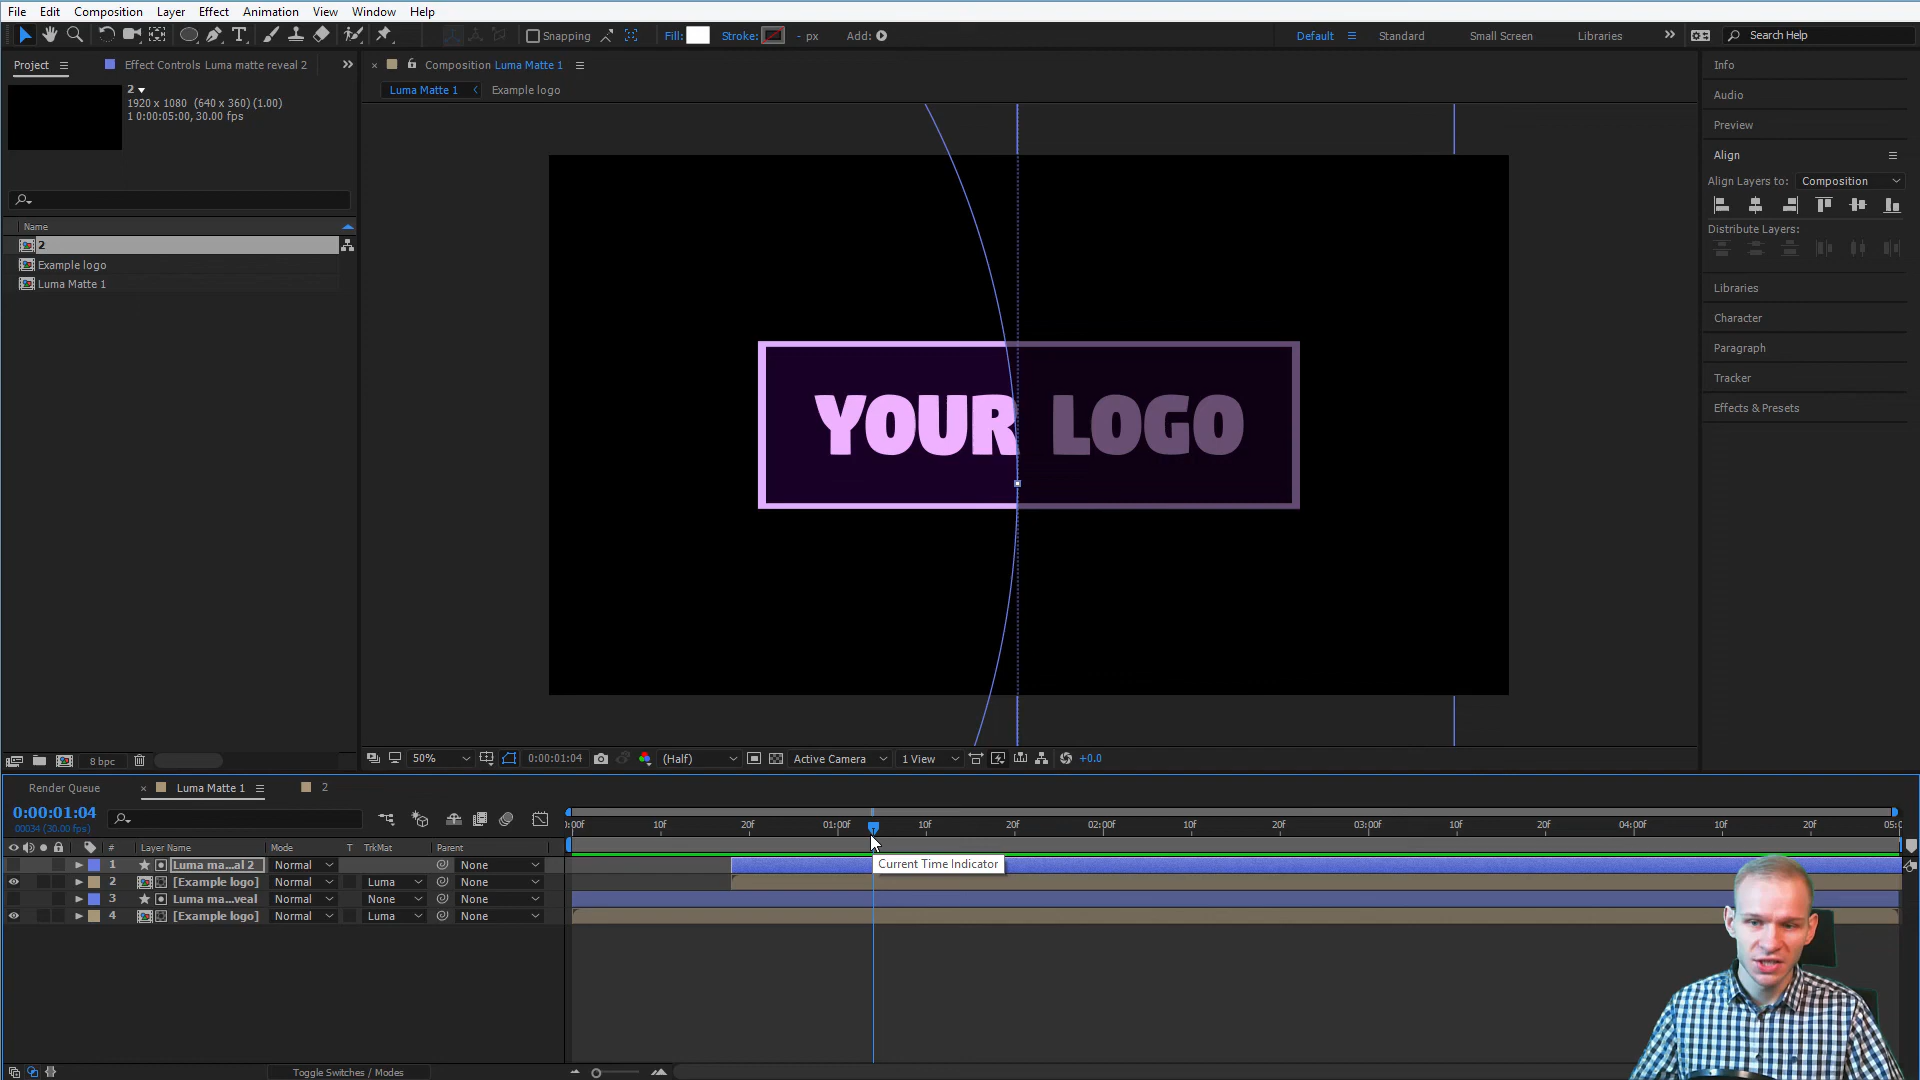 File Edit Composition Layer Effect Animation View Window Help
Snapping Fill: Stroke: - px Add: Default Standard Small Screen Libraries Search Help
Project Effect Controls Luma matte reveal 2
2
1920 x 1080 (640 x 360) (1.00)
1 0:00:05:00, 30.00 fps
Name
2
Example logo
Luma Matte 1
8 bpc
Composition Luma Matte 1
Luma Matte 1 Example logo
YOUR LOGO
50% 0:00:01:04 (Half) Active Camera 1 View +0.0
Info
Audio
Preview
Align
Align Layers to: Composition
Distribute Layers:
Libraries
Character
Paragraph
Tracker
Effects & Presets
Render Queue Luma Matte 1 2
0:00:01:04
00034 (30.00 fps)
:00f 10f 20f 01:00f 10f 20f 02:00f 10f 20f 03:00f 10f 20f 04:00f 10f 20f 05:0
# Layer Name Mode T TrkMat Parent
1 Luma ma...al 2 Normal None
Current Time Indicator
2 [Example logo] Normal Luma None
3 Luma ma...veal Normal None None
4 [Example logo] Normal Luma None
Toggle Switches / Modes